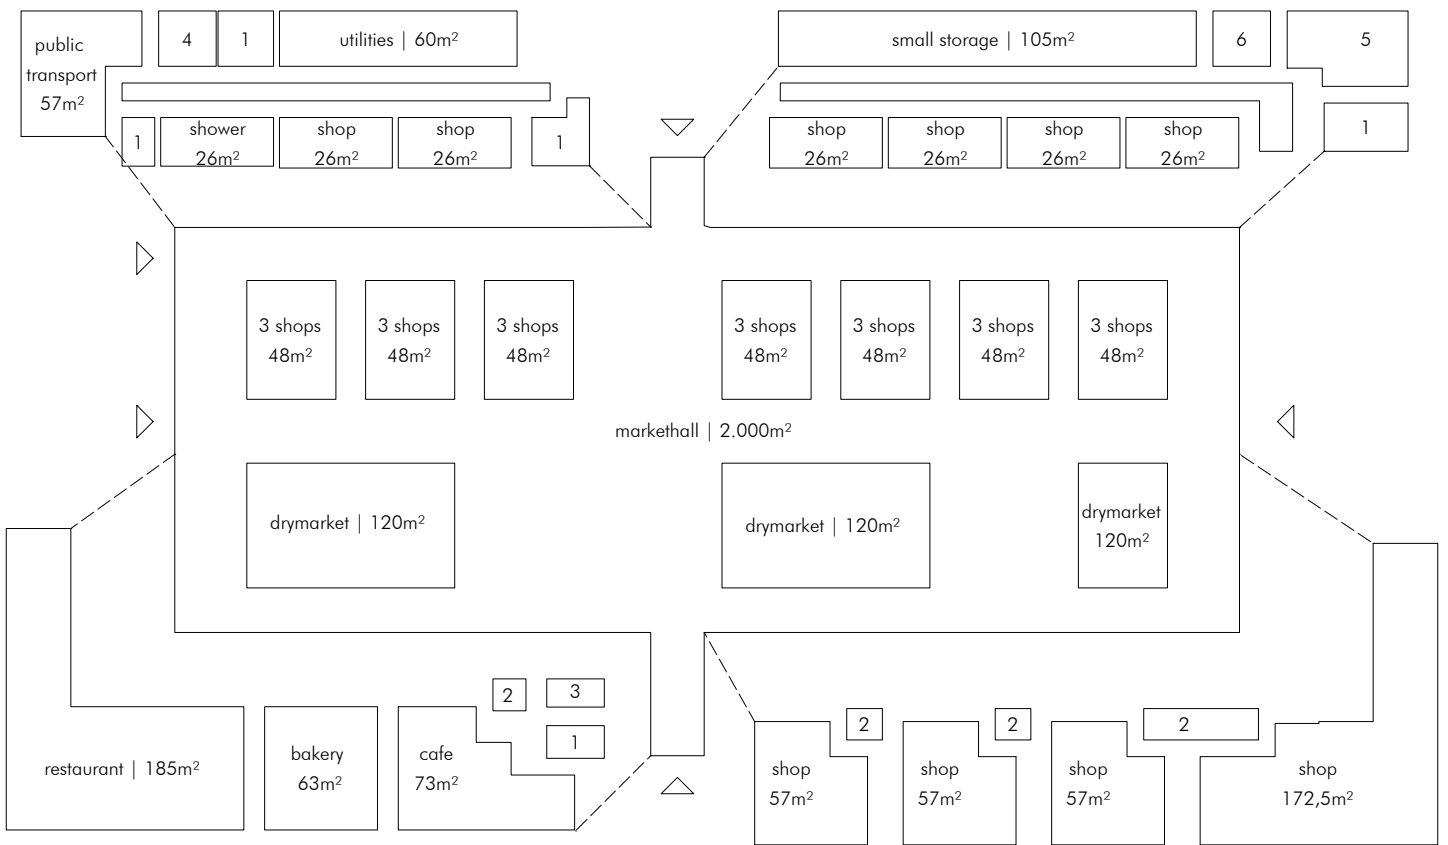 public
transport
57m²
4
1
utilities | 60m²
small storage | 105m²
6
5
1
shower
26m²
shop
26m²
shop
26m²
1
shop
26m²
shop
26m²
shop
26m²
shop
26m²
1
3 shops
48m²
3 shops
48m²
3 shops
48m²
3 shops
48m²
3 shops
48m²
3 shops
48m²
3 shops
48m²
markethall | 2.000m²
drymarket | 120m²
drymarket | 120m²
drymarket
120m²
restaurant | 185m²
bakery
63m²
cafe
73m²
2
3
1
shop
57m²
2
shop
57m²
2
shop
57m²
2
shop
172,5m²